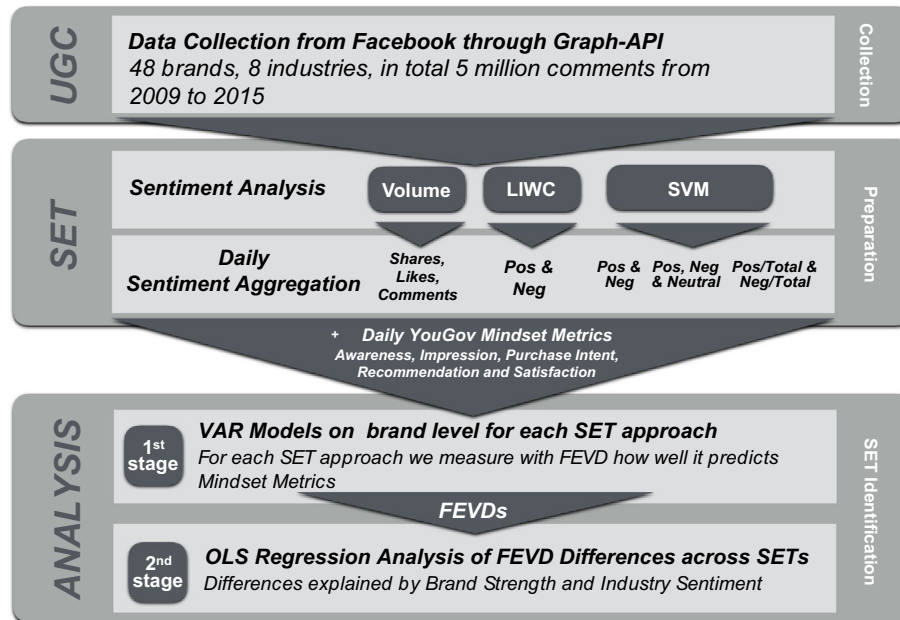 UGC
Data Collection from Facebook through Graph-API
48 brands, 8 industries, in total 5 million comments from
2009 to 2015
Collection
SET
Sentiment Analysis
Volume
LIWC
SVM
Daily
Sentiment Aggregation
Shares,
Likes,
Comments
Pos &
Neg
Pos &
Neg
Pos, Neg
& Neutral
Pos/Total &
Neg/Total
Preparation
+ Daily YouGov Mindset Metrics
Awareness, Impression, Purchase Intent,
Recommendation and Satisfaction
ANALYSIS
1st
stage
VAR Models on brand level for each SET approach
For each SET approach we measure with FEVD how well it predicts
Mindset Metrics
FEVDs
2nd
stage
OLS Regression Analysis of FEVD Differences across SETs
Differences explained by Brand Strength and Industry Sentiment
SET Identification